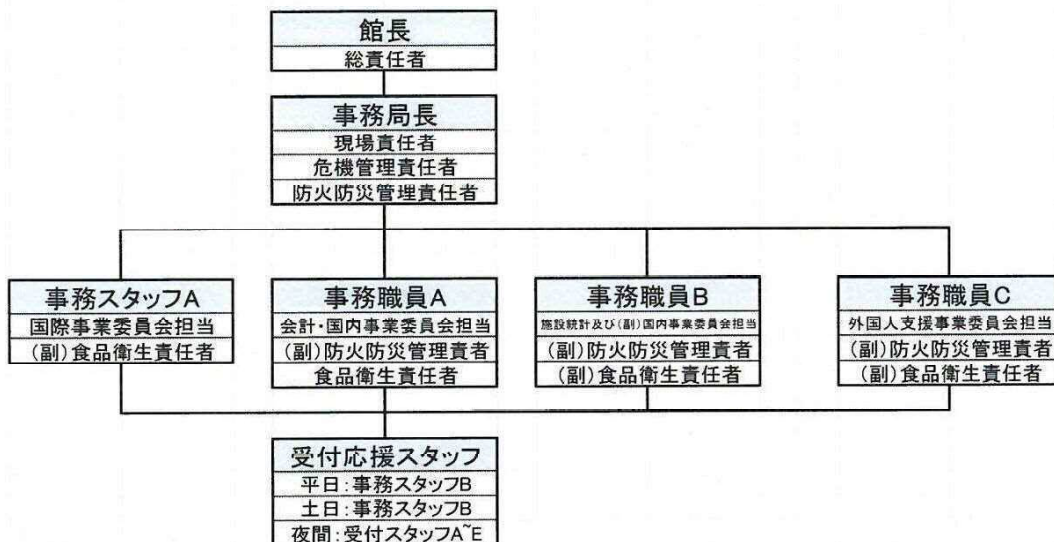 館長
総責任者
事務局長
現場責任者
危機管理責任者
防火防災管理責任者
事務スタッフA
国際事業委員会担当
(副)食品衛生責任者
事務職員A
会計・国内事業委員会担当
(副)防火防災管理責者
食品衛生責任者
事務職員B
施設統計及び(副)国内事業委員会担当
(副)防火防災管理責者
(副)食品衛生責任者
事務職員C
外国人支援事業委員会担当
(副)防火防災管理責者
(副)食品衛生責任者
受付応援スタッフ
平日:事務スタッフB
土日:事務スタッフB
夜間:受付スタッフA~E